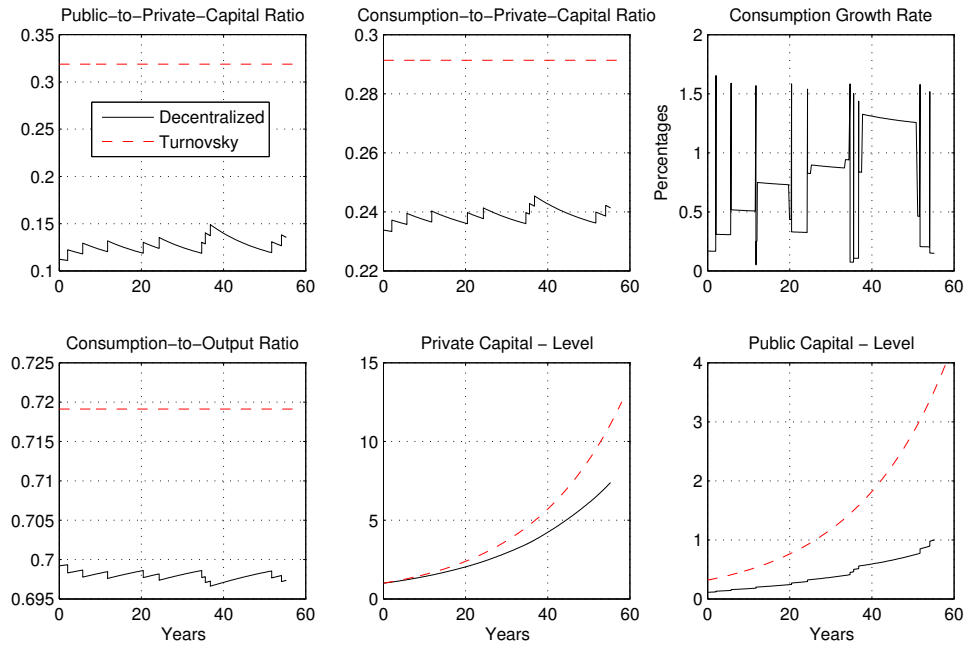 Public−to−Private−Capital Ratio
0.35
0.3
0.25
0.2
0.15
0.1
0 20 40 60
Decentralized
Turnovsky
Consumption−to−Private−Capital Ratio
0.3
0.28
0.26
0.24
0.22
0 20 40 60
Consumption Growth Rate
Percentages
2
1.5
1
0.5
0
0 20 40 60
Consumption−to−Output Ratio
0.725
0.72
0.715
0.71
0.705
0.7
0.695
0 20 40 60
Years
Private Capital − Level
15
10
5
0
0 20 40 60
Years
Public Capital − Level
4
3
2
1
0
0 20 40 60
Years